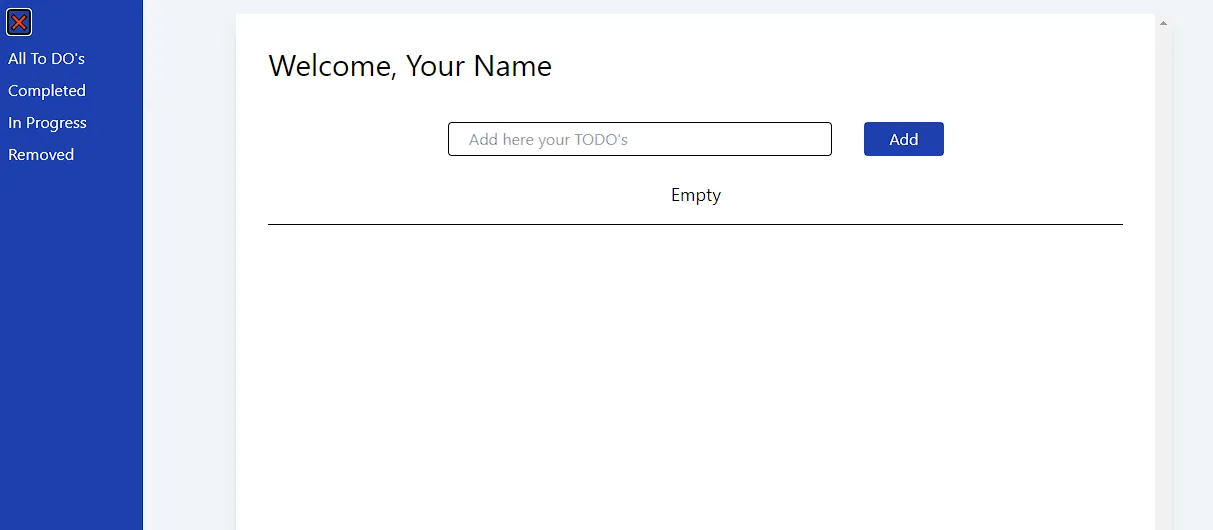 All To DO's
Completed
In Progress
Removed
Welcome, Your Name
Add here your TODO's
Add
Empty